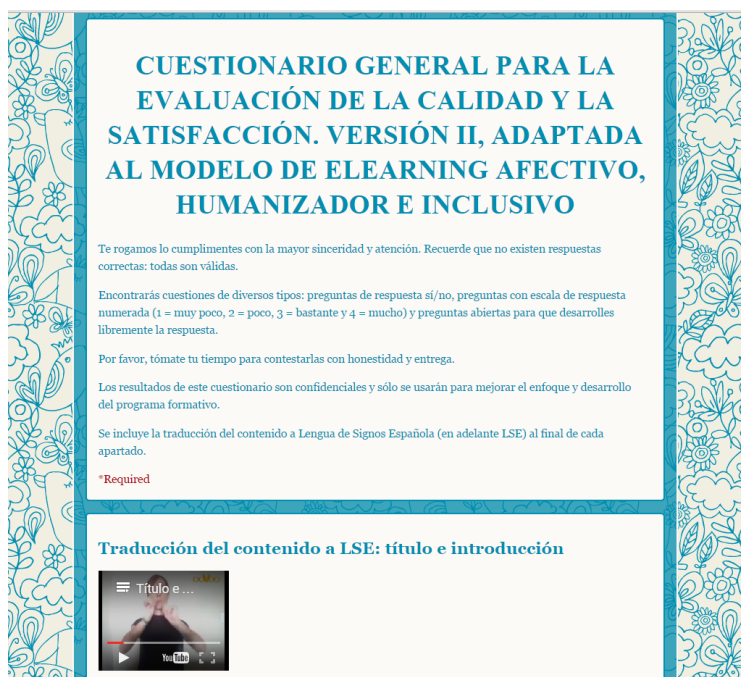 CUESTIONARIO GENERAL PARA LA
EVALUACIÓN DE LA CALIDAD Y LA
SATISFACCIÓN. VERSIÓN II, ADAPTADA
AL MODELO DE ELEARNING AFECTIVO,
HUMANIZADOR E INCLUSIVO
Te rogamos lo cumplimentes con la mayor sinceridad y atención. Recuerde que no existen respuestas
correctas: todas son válidas.
Encontrarás cuestiones de diversos tipos: preguntas de respuesta sí/no, preguntas con escala de respuesta
numerada (1 = muy poco, 2 = poco, 3 = bastante y 4 = mucho) y preguntas abiertas para que desarrolles
libremente la respuesta.
Por favor, tómate tu tiempo para contestarlas con honestidad y entrega.
Los resultados de este cuestionario son confidenciales y sólo se usarán para mejorar el enfoque y desarrollo
del programa formativo.
Se incluye la traducción del contenido a Lengua de Signos Española (en adelante LSE) al final de cada
apartado.
*Required
Traducción del contenido a LSE: título e introducción
Título e ...
YouTube